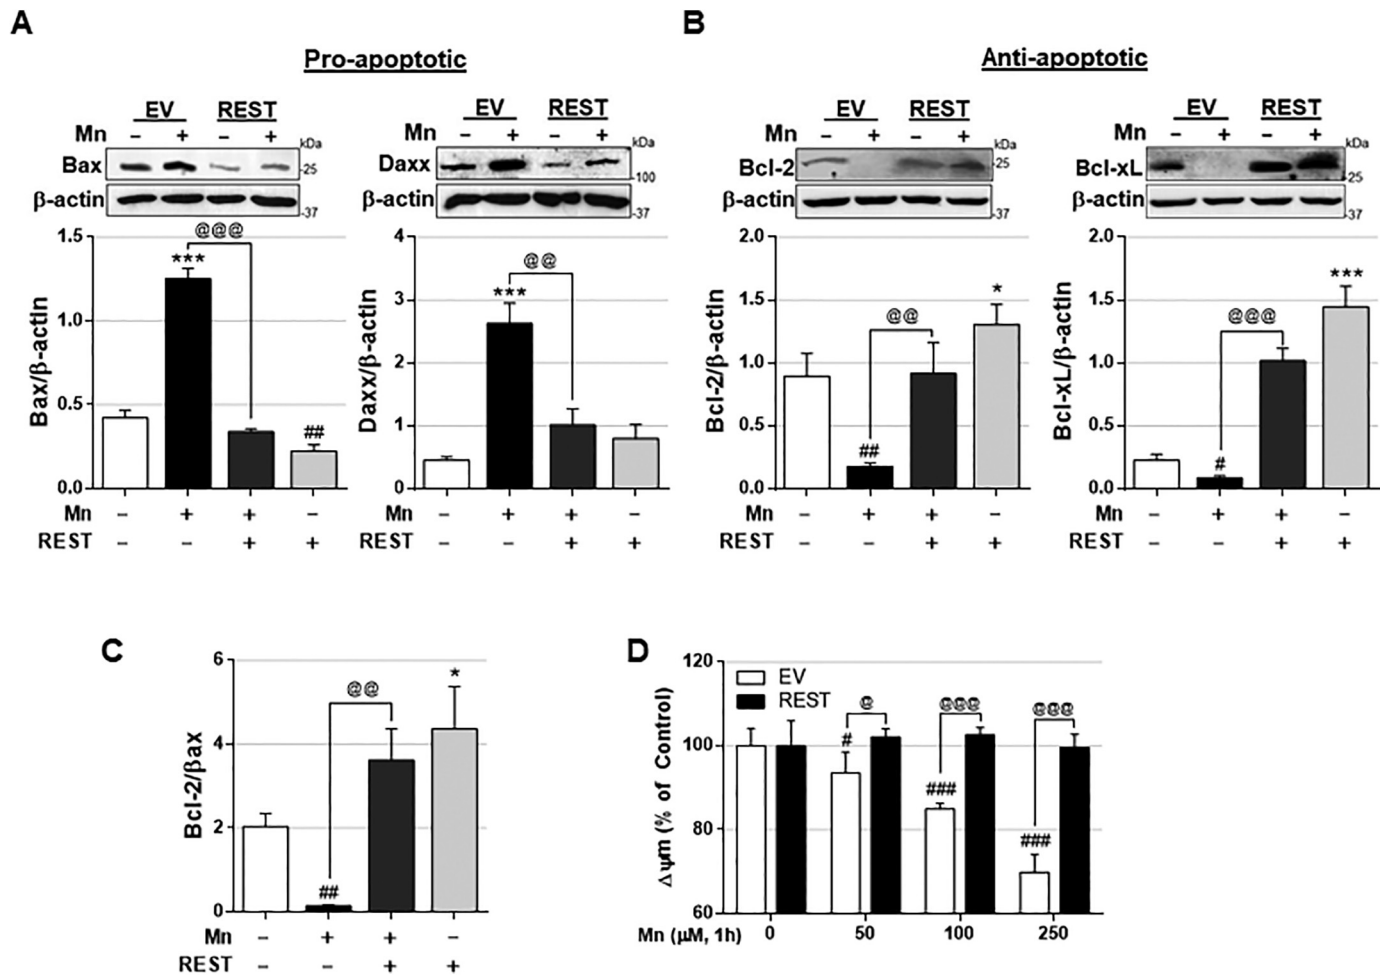 A
B
Pro-apoptotic
Anti-apoptotic
EV REST
Mn – + – + kDa
Bax -25
β-actin -37
EV REST
Mn – + – + kDa
Daxx 100
β-actin -37
EV REST
Mn – + – + kDa
Bcl-2 -25
β-actin -37
EV REST
Mn – + – + kDa
Bcl-xL 25
β-actin -37
Bax/β-actin
1.5
1.0
0.5
0.0
@@@
***
##
Mn – + + –
REST – – + +
Daxx/β-actin
4
3
2
1
0
@@
***
Mn – + + –
REST – – + +
Bcl-2/β-actin
2.0
1.5
1.0
0.5
0.0
*
@@
##
Mn – + + –
REST – – + +
Bcl-xL/β-actin
2.0
1.5
1.0
0.5
0.0
***
@@@
#
Mn – + + –
REST – – + +
C
Bcl-2/βax
6
4
2
0
*
@@
##
Mn – + + –
REST – – + +
D
Δψm (% of Control)
120
100
80
60
EV
REST
@ @@@ @@@
# ### ###
Mn (μM, 1h) 0 50 100 250